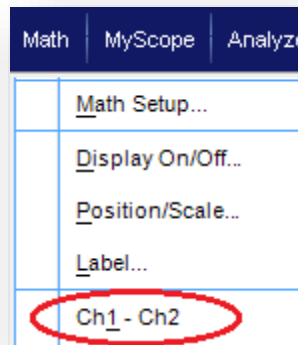 Math MyScope Analyze
Math Setup...
Display On/Off...
Position/Scale...
Label...
Ch1 - Ch2